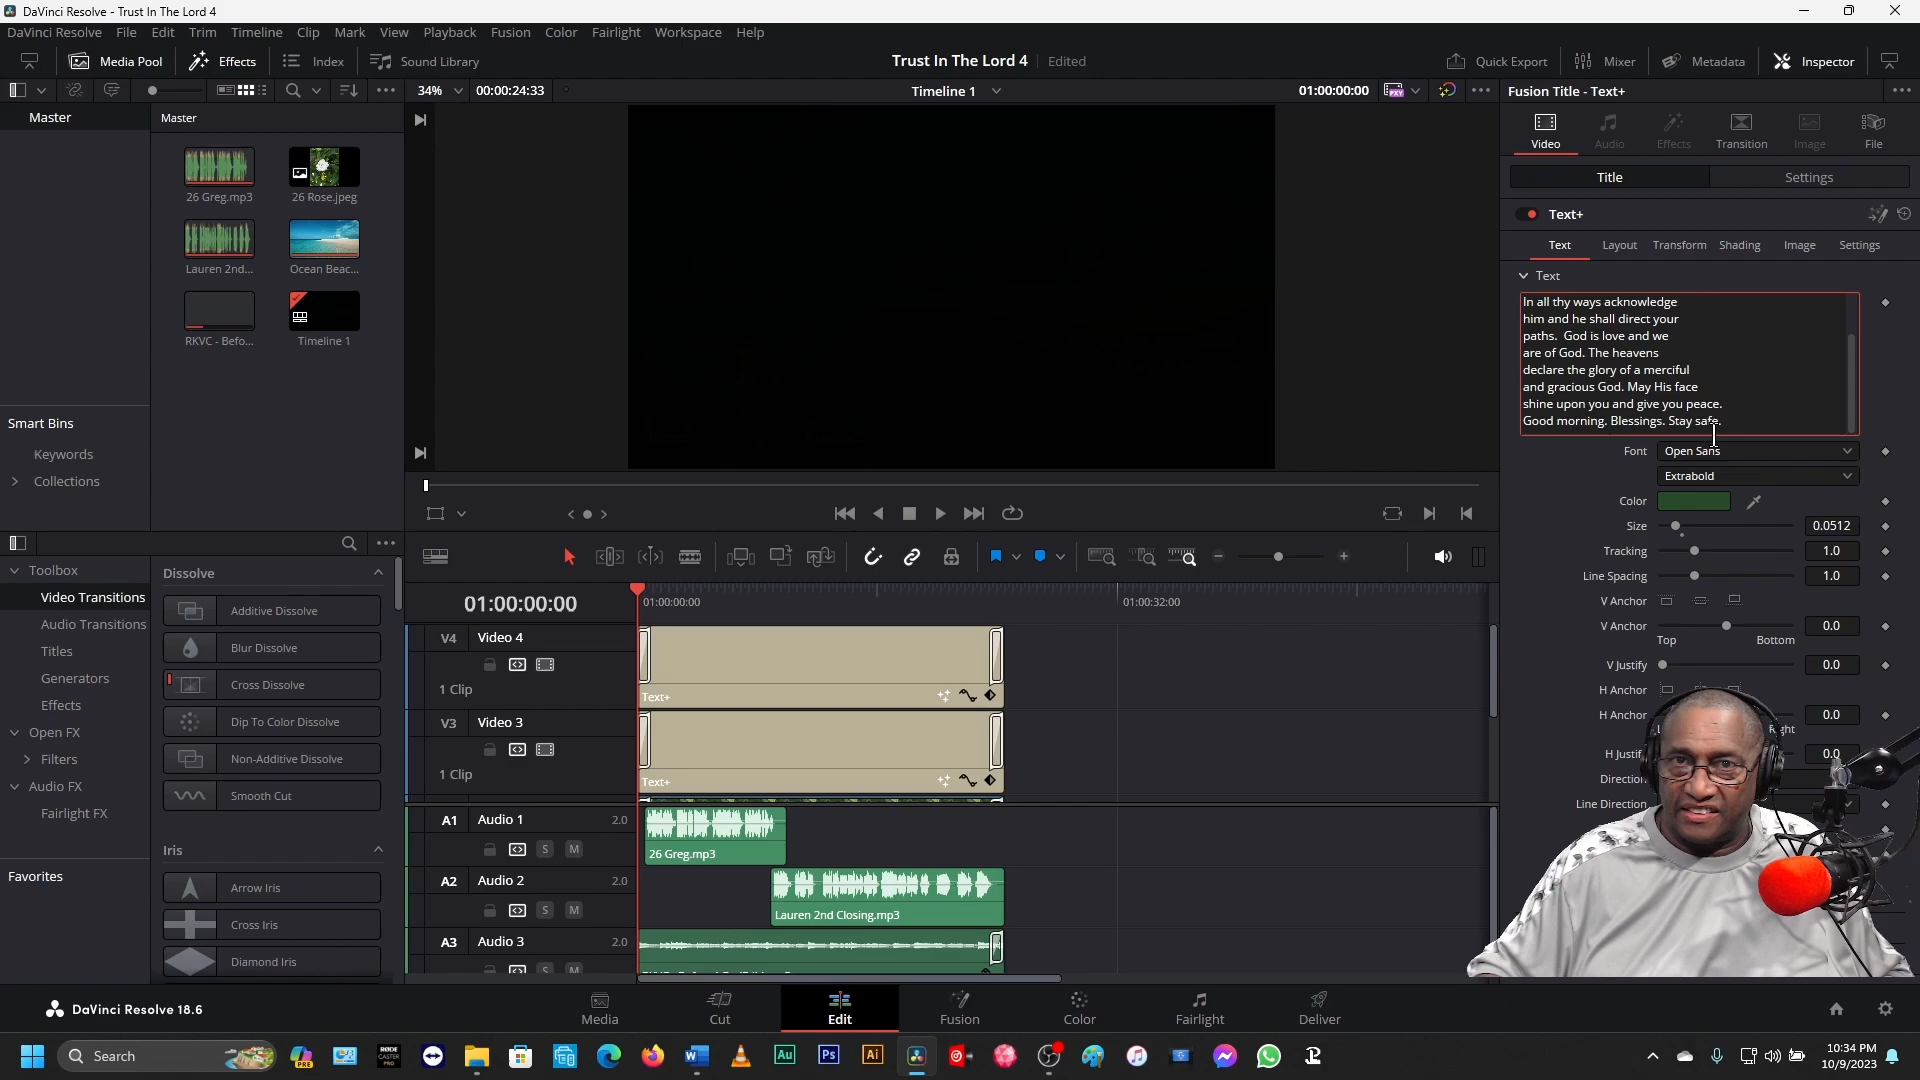 DaVinci Resolve - Trust In The Lord 4
DaVinci Resolve File Edit Trim Timeline Clip Mark View Playback Fusion Color Fairlight Workspace Help
Media Pool Effects Index Sound Library
Trust In The Lord 4 Edited
Quick Export Mixer Metadata Inspector
34% 00:00:24:33
Timeline 1
01:00:00:00
Fusion Title - Text+
Master
Master
26 Greg.mp3
26 Rose.jpeg
Lauren 2nd...
Ocean Beac...
RKVC - Befo...
Timeline 1
Smart Bins
Keywords
Collections
Video Audio Effects Transition Image File
Title Settings
Text+
Text Layout Transform Shading Image Settings
Text
In all thy ways acknowledge
him and he shall direct your
paths.  God is love and we
are of God. The heavens
declare the glory of a merciful
and gracious God. May His face
shine upon you and give you peace.
Good morning. Blessings. Stay safe.
Font Open Sans
Extrabold
Color
Size 0.0512
Tracking 1.0
Line Spacing 1.0
V Anchor
V Anchor 0.0
Top Bottom
V Justify 0.0
H Anchor
H Anchor 0.0
H Justify 0.0
Line Direction
Toolbox
Video Transitions
Audio Transitions
Titles
Generators
Effects
Open FX
Filters
Audio FX
Fairlight FX
Favorites
Dissolve
Additive Dissolve
Blur Dissolve
Cross Dissolve
Dip To Color Dissolve
Non-Additive Dissolve
Smooth Cut
Iris
Arrow Iris
Cross Iris
Diamond Iris
01:00:00:00
01:00:00:00
01:00:32:00
V4 Video 4
1 Clip
Text+
V3 Video 3
1 Clip
Text+
A1 Audio 1 2.0
S M
26 Greg.mp3
A2 Audio 2 2.0
S M
Lauren 2nd Closing.mp3
A3 Audio 3 2.0
S M
DaVinci Resolve 18.6
Media Cut Edit Fusion Color Fairlight Deliver
Search
PRE
Au Ps Ai
10:34 PM
10/9/2023